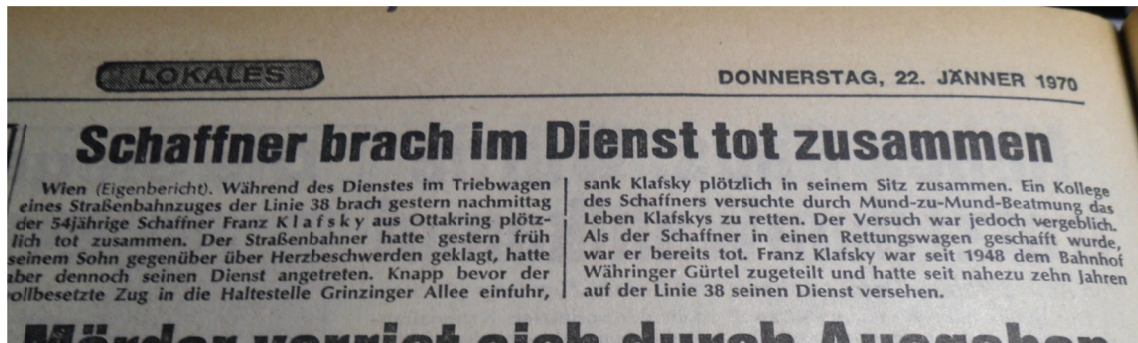 LOKALES
DONNERSTAG, 22. JÄNNER 1970
Schaffner brach im Dienst tot zusammen
Wien (Eigenbericht). Während des Dienstes im Triebwagen
eines Straßenbahnzuges der Linie 38 brach gestern nachmittag
der 54jährige Schaffner Franz Klafsky aus Ottakring plötz-
lich tot zusammen. Der Straßenbahner hatte gestern früh
seinem Sohn gegenüber über Herzbeschwerden geklagt, hatte
aber dennoch seinen Dienst angetreten. Knapp bevor der
ollbesetzte Zug in die Haltestelle Grinzinger Allee einfuhr,
sank Klafsky plötzlich in seinem Sitz zusammen. Ein Kollege
des Schaffners versuchte durch Mund-zu-Mund-Beatmung das
Leben Klafskys zu retten. Der Versuch war jedoch vergeblich.
Als der Schaffner in einen Rettungswagen geschafft wurde,
war er bereits tot. Franz Klafsky war seit 1948 dem Bahnhof
Währinger Gürtel zugeteilt und hatte seit nahezu zehn Jahren
auf der Linie 38 seinen Dienst versehen.
Mörder verriet sich durch Ausgaben